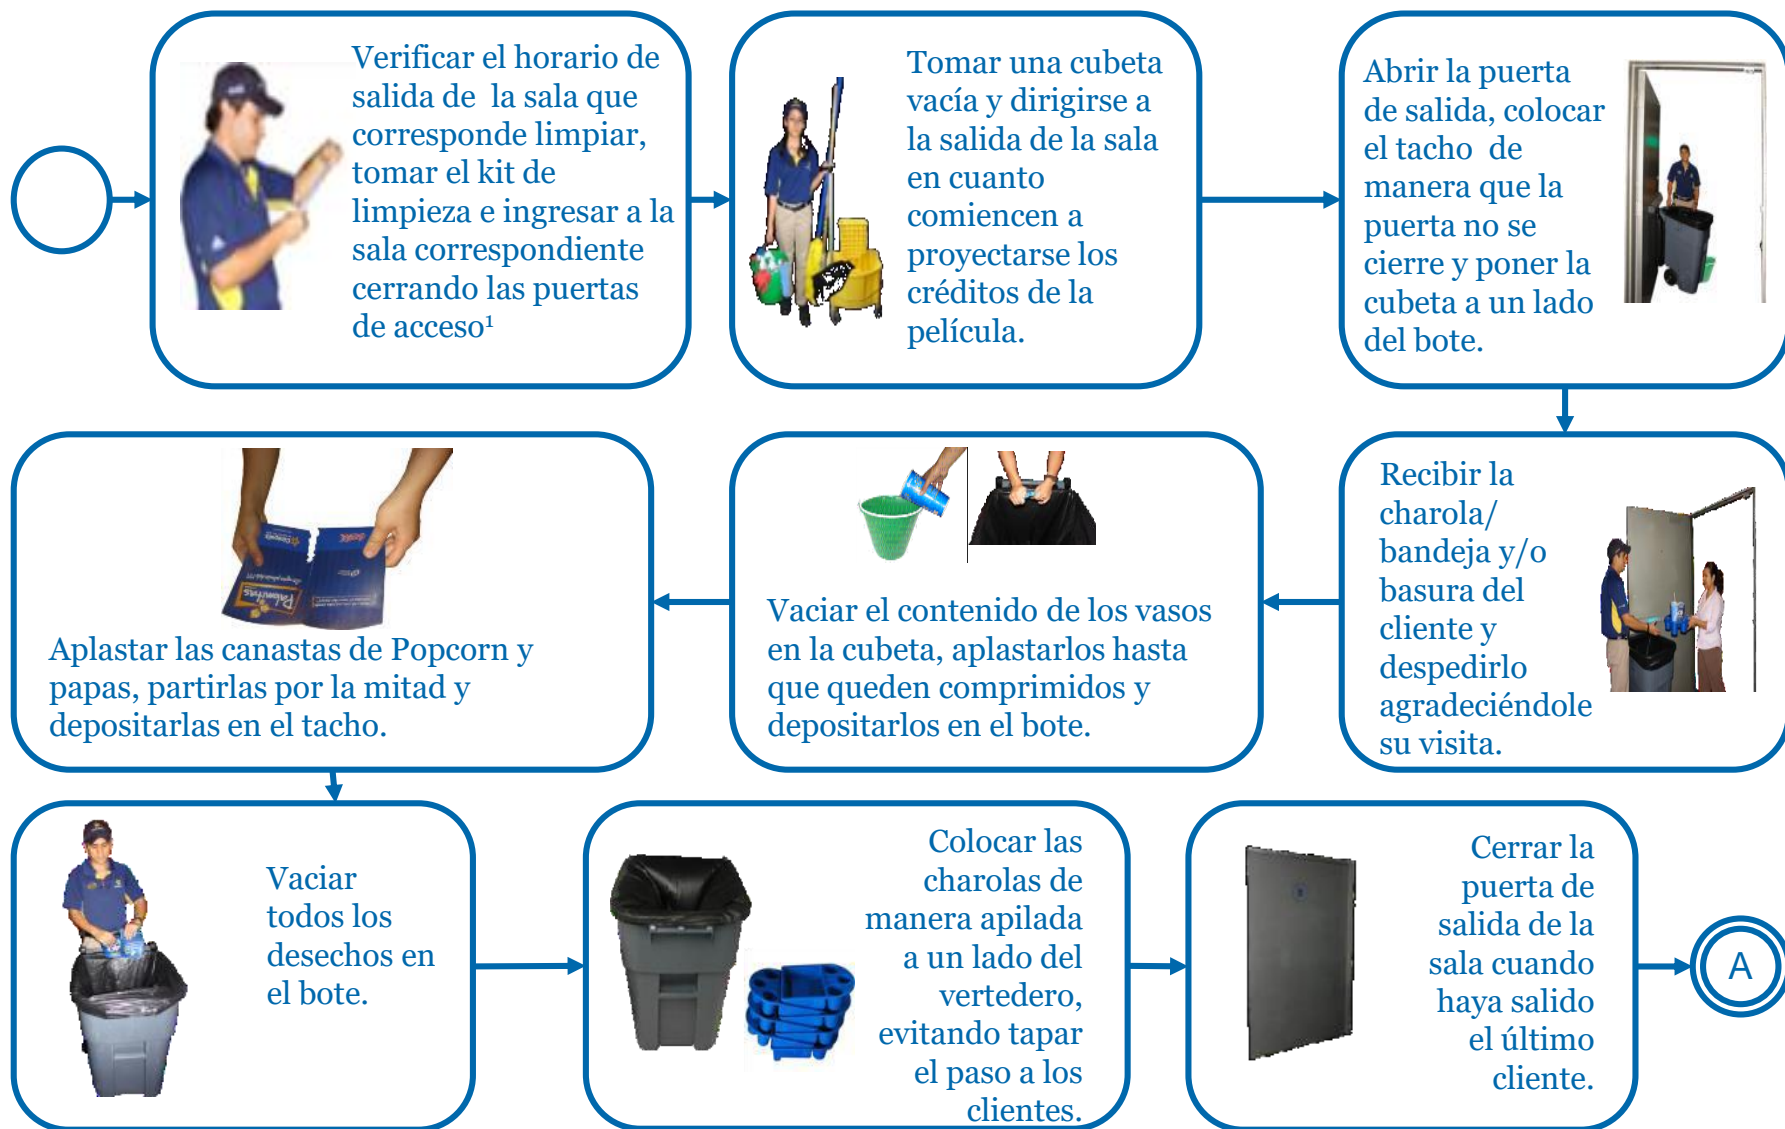 Verificar el horario de
salida de la sala que
corresponde limpiar,
tomar el kit de
limpieza e ingresar a la
sala correspondiente
cerrando las puertas
de acceso¹
Tomar una cubeta
vacía y dirigirse a
la salida de la sala
en cuanto
comiencen a
proyectarse los
créditos de la
película.
Abrir la puerta
de salida, colocar
el tacho de
manera que la
puerta no se
cierre y poner la
cubeta a un lado
del bote.
Recibir la
charola/
bandeja y/o
basura del
cliente y
despedirlo
agradeciéndole
su visita.
Vaciar el contenido de los vasos
en la cubeta, aplastarlos hasta
que queden comprimidos y
depositarlos en el bote.
Palomitas
Aplastar las canastas de Popcorn y
papas, partirlas por la mitad y
depositarlas en el tacho.
Vaciar
todos los
desechos en
el bote.
Colocar las
charolas de
manera apilada
a un lado del
vertedero,
evitando tapar
el paso a los
clientes.
Cerrar la
puerta de
salida de la
sala cuando
haya salido
el último
cliente.
A